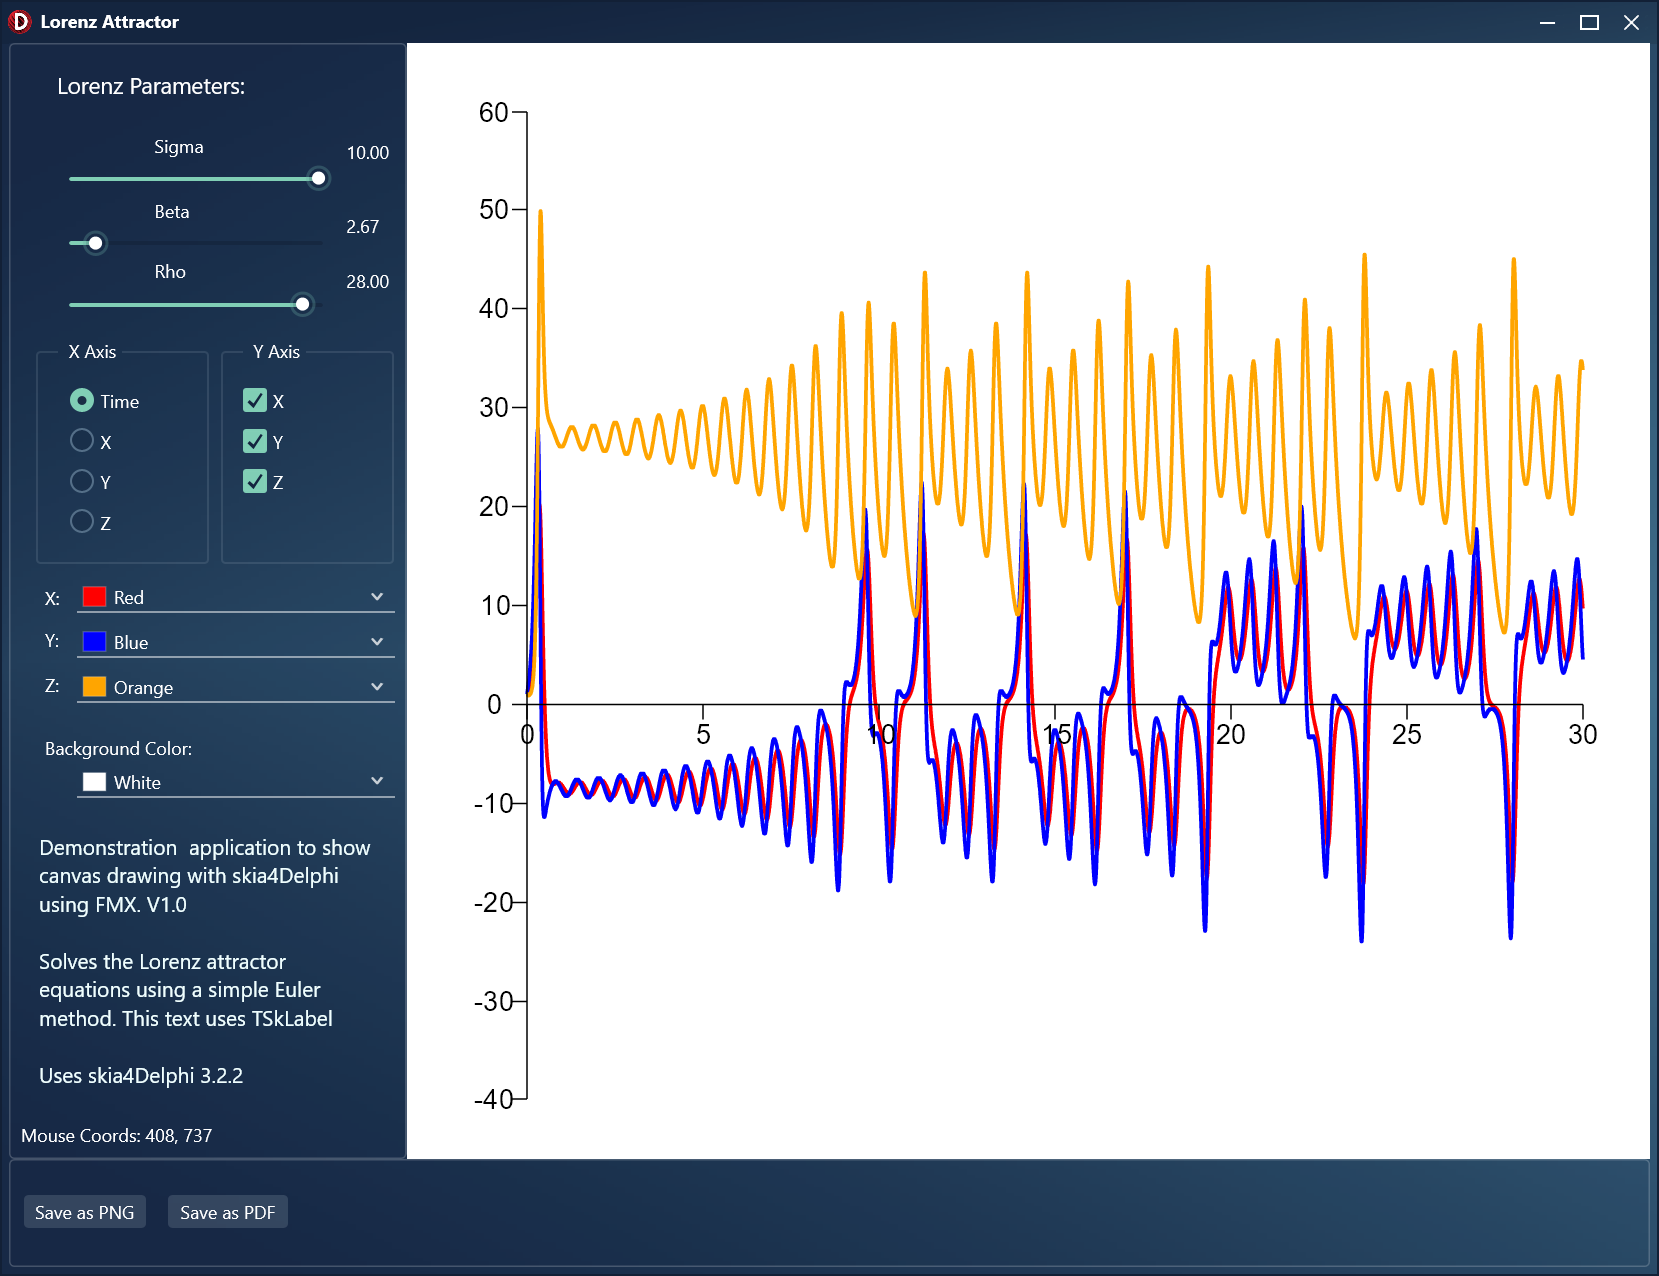 Lorenz Attractor
Lorenz Parameters:
Sigma
10.00
Beta
2.67
Rho
28.00
X Axis
Time
X
Y
Z
Y Axis
X
Y
Z
X: Red
Y: Blue
Z: Orange
Background Color:
White
Demonstration  application to show
canvas drawing with skia4Delphi
using FMX. V1.0
Solves the Lorenz attractor
equations using a simple Euler
method. This text uses TSkLabel
Uses skia4Delphi 3.2.2
Mouse Coords: 408, 737
Save as PNG
Save as PDF
60
50
40
30
20
10
0
-10
-20
-30
-40
0 5 10 15 20 25 30